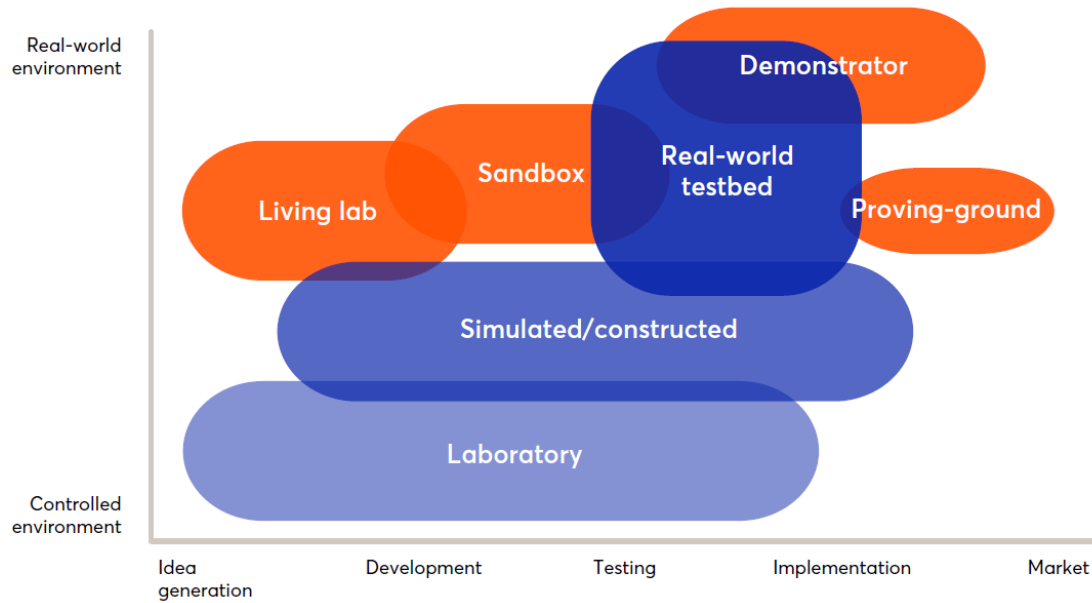 Real-world
environment
Demonstrator
Real-world
testbed
Sandbox
Living lab
Proving-ground
Simulated/constructed
Laboratory
Controlled
environment
Idea
generation
Development
Testing
Implementation
Market